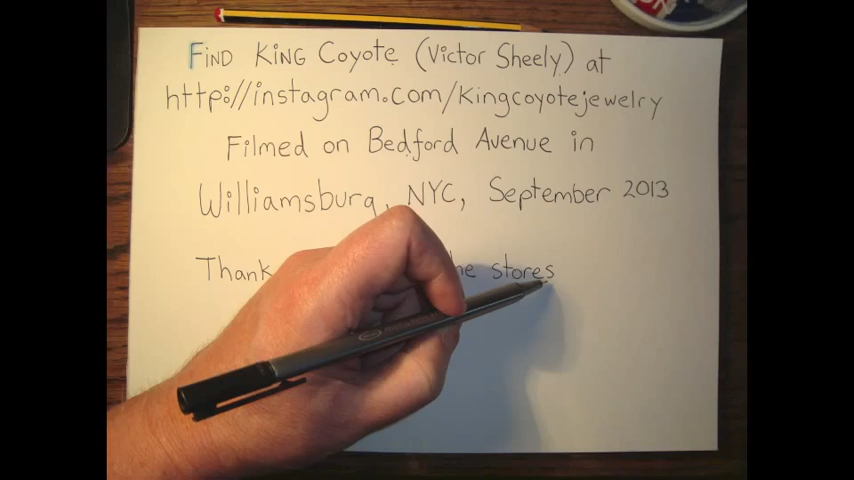 Find King Coyote (Victor Sheely) at
http://instagram.com/kingcoyotejewelry
Filmed on Bedford Avenue in
Williamsburg, NYC, September 2013
Thank he stores